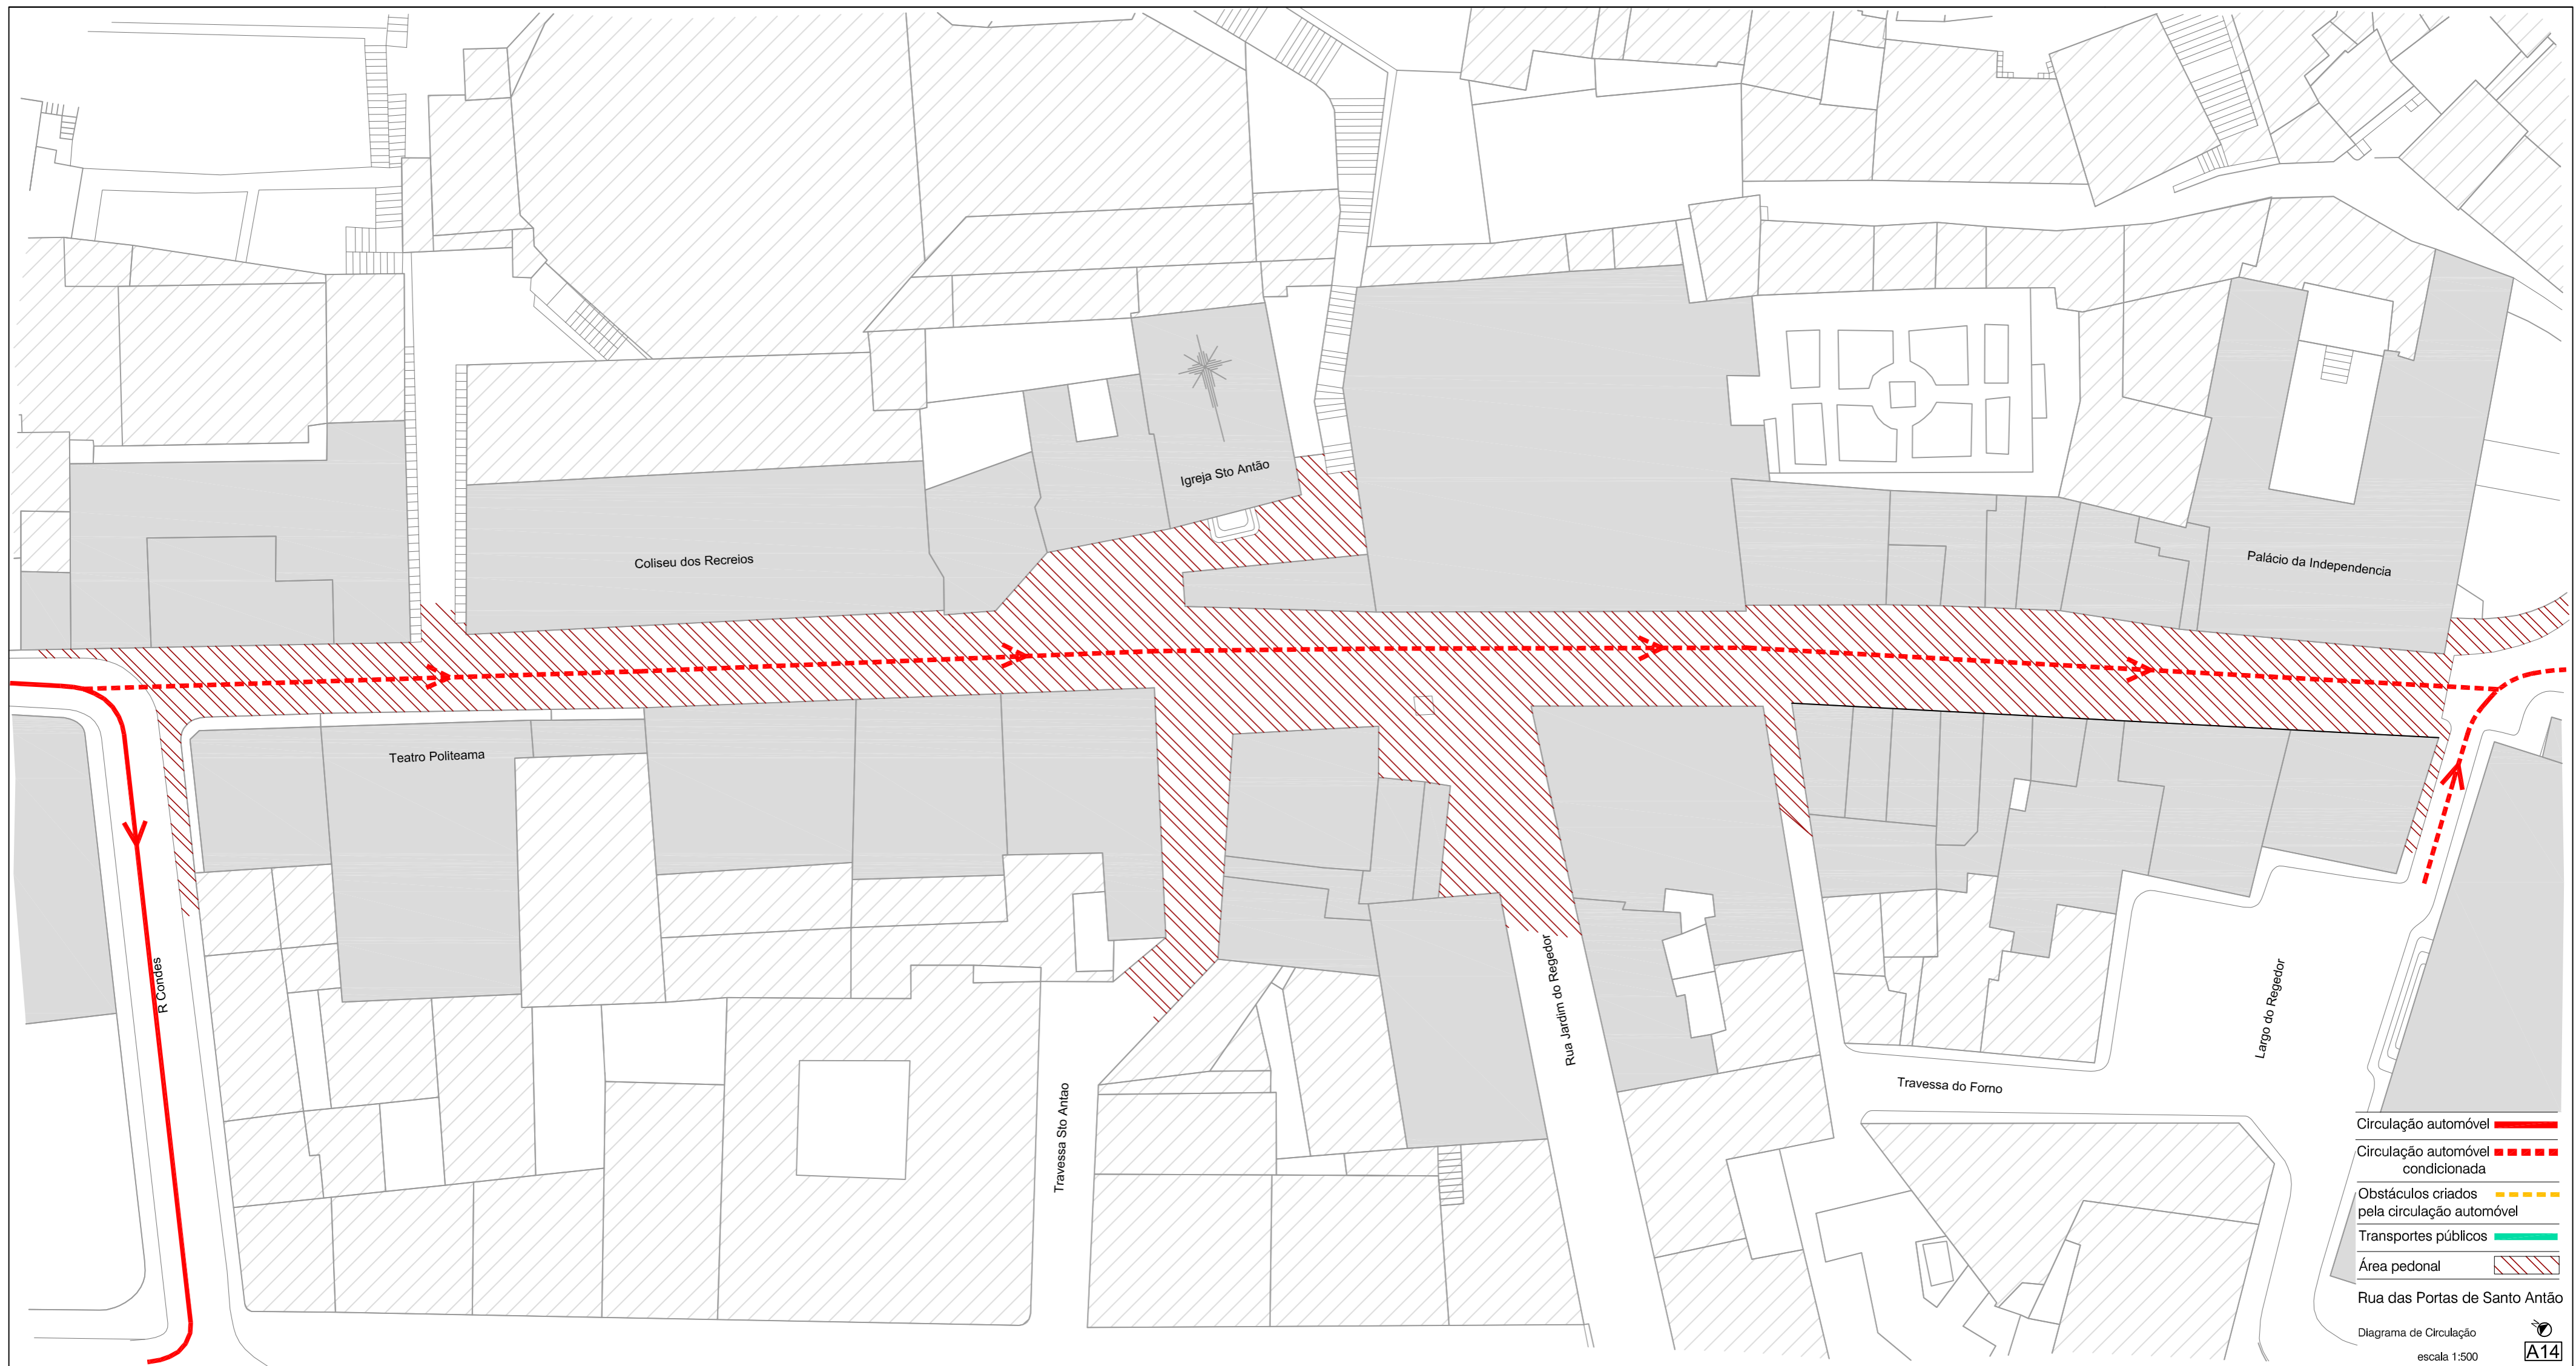 Igreja Sto Antão
Coliseu dos Recreios
Palácio da Independencia
Teatro Politeama
R Condes
Rua Jardim do Regedor
Largo do Regedor
Travessa Sto Antao
Travessa do Forno
Circulação automóvel
Circulação automóvel
condicionada
Obstáculos criados
pela circulação automóvel
Transportes públicos
Área pedonal
Rua das Portas de Santo Antão
Diagrama de Circulação
escala 1:500
N
A14